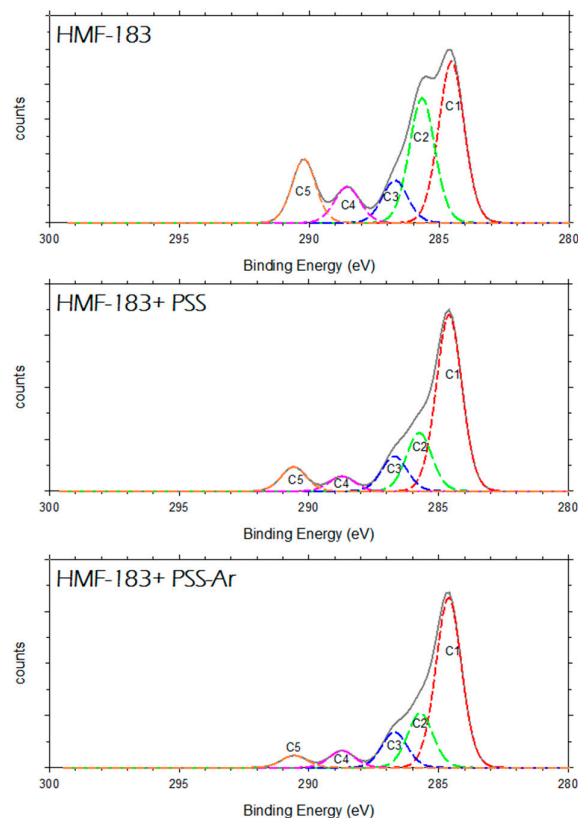 HMF-183
counts
C5
C4
C3
C2
C1
300
295
290
285
280
Binding Energy (eV)
HMF-183+ PSS
counts
C5
C4
C3
C2
C1
300
295
290
285
280
Binding Energy (eV)
HMF-183+ PSS-Ar
counts
C5
C4
C3
C2
C1
300
295
290
285
280
Binding Energy (eV)